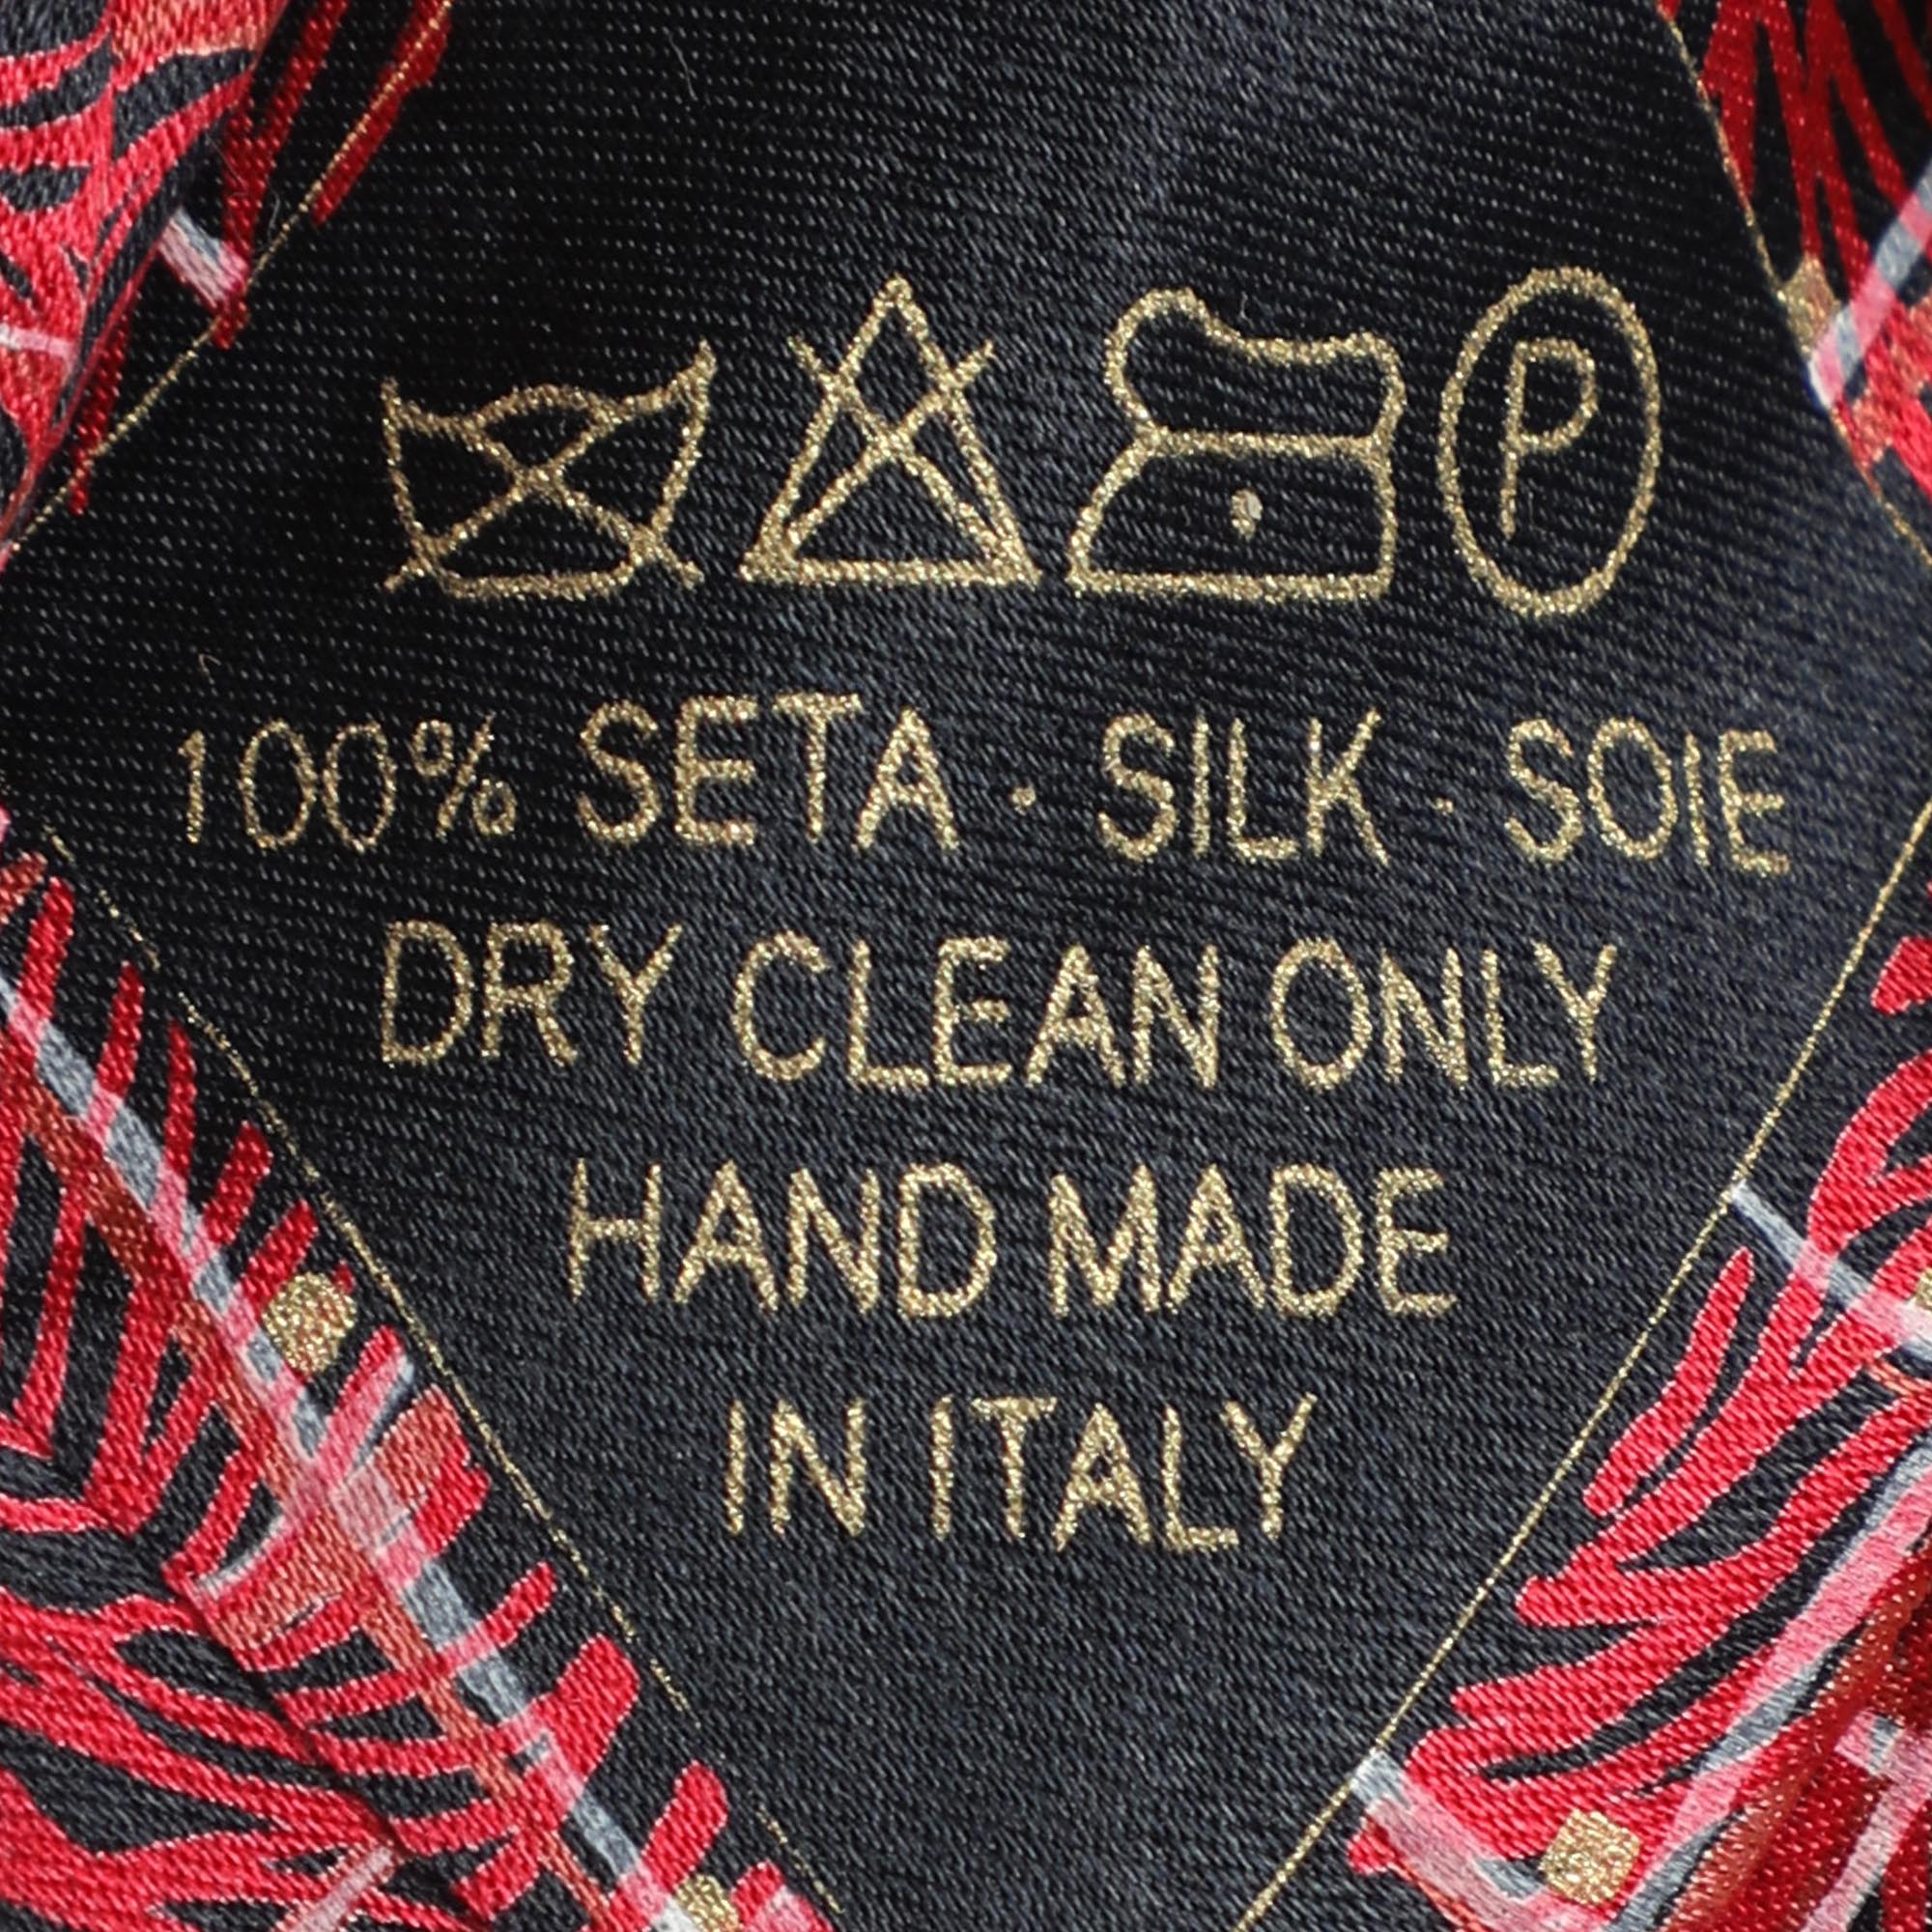 P
100% SETA · SILK · SOIE
DRY CLEAN ONLY
HAND MADE
IN ITALY